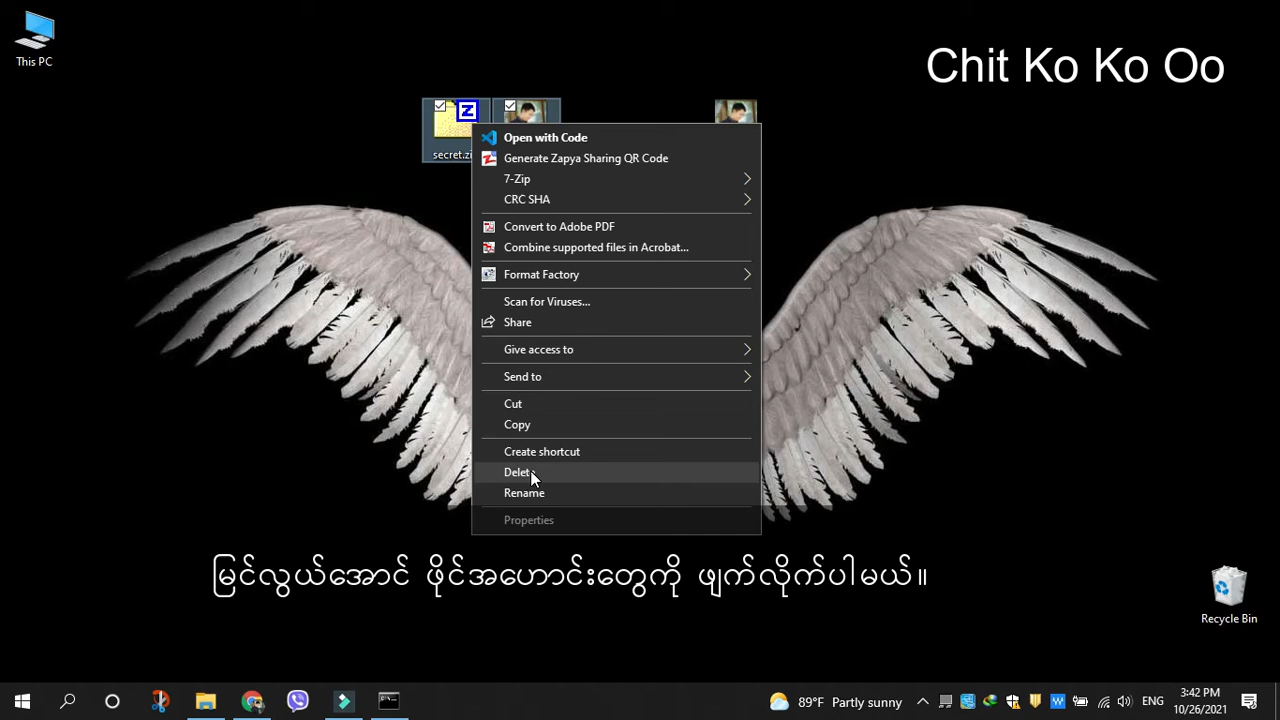 This PC
Chit Ko Ko Oo
Z
secret.zi
Open with Code
Generate Zapya Sharing QR Code
7-Zip
CRC SHA
Convert to Adobe PDF
Combine supported files in Acrobat...
Format Factory
Scan for Viruses...
Share
Give access to
Send to
Cut
Copy
Create shortcut
Delete
Rename
Properties
မြင်လွယ်အောင် ဖိုင်အဟောင်းတွေကို ဖျက်လိုက်ပါမယ်။
Recycle Bin
89°F Partly sunny
ENG
3:42 PM
10/26/2021